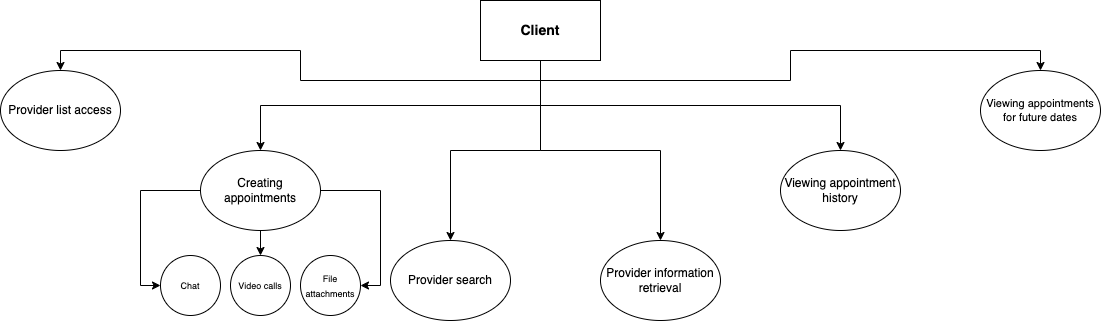 Client
Provider list access
Viewing appointments
for future dates
Creating
appointments
Viewing appointment
history
Chat
Video calls
File
attachments
Provider search
Provider information
retrieval